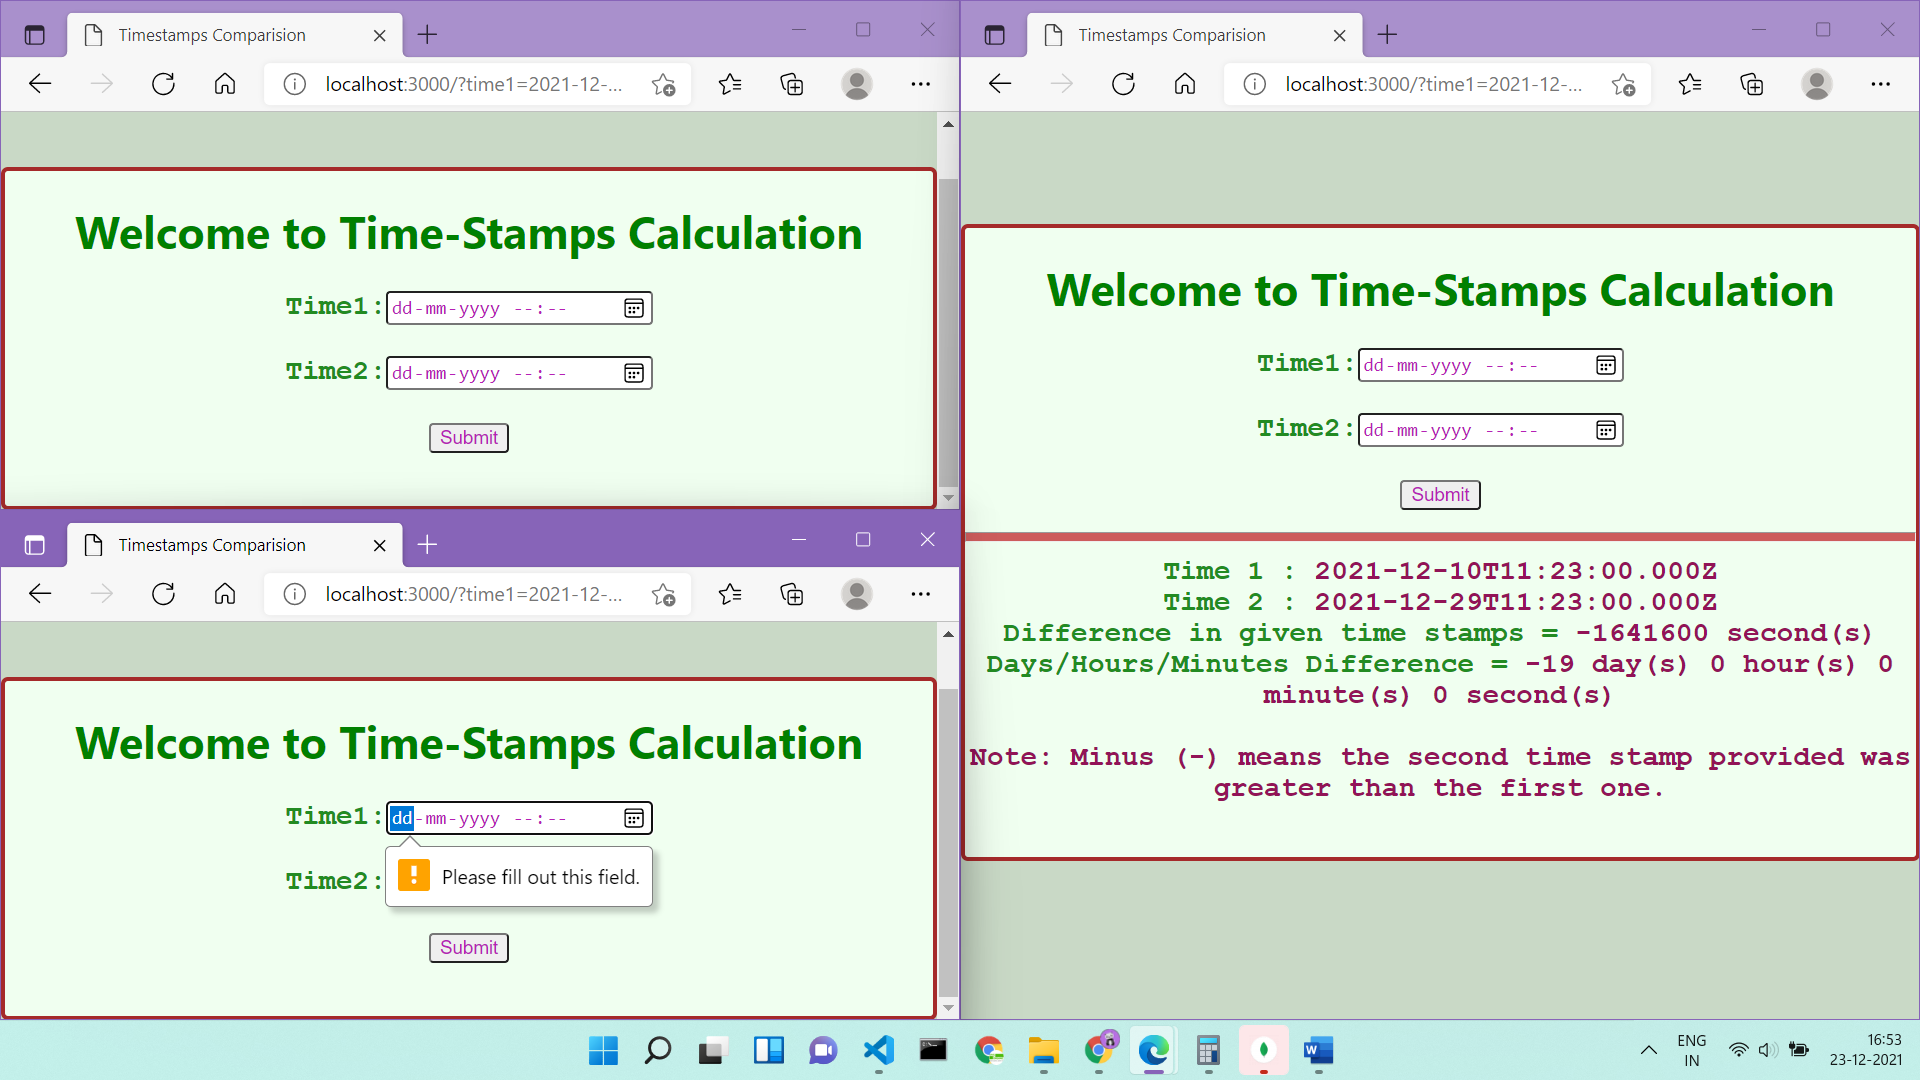 Timestamps Comparision
localhost:3000/?time1=2021-12-...
Welcome to Time-Stamps Calculation
Time1: dd-mm-yyyy --:--
Time2: dd-mm-yyyy --:--
Submit
Timestamps Comparision
localhost:3000/?time1=2021-12-...
Welcome to Time-Stamps Calculation
Time1: dd-mm-yyyy --:--
Please fill out this field.
Time2:
Submit
Timestamps Comparision
localhost:3000/?time1=2021-12-...
Welcome to Time-Stamps Calculation
Time1: dd-mm-yyyy --:--
Time2: dd-mm-yyyy --:--
Submit
Time 1 : 2021-12-10T11:23:00.000Z
Time 2 : 2021-12-29T11:23:00.000Z
Difference in given time stamps = -1641600 second(s)
Days/Hours/Minutes Difference = -19 day(s) 0 hour(s) 0
minute(s) 0 second(s)
Note: Minus (-) means the second time stamp provided was
greater than the first one.
W
ENG
IN
16:53
23-12-2021